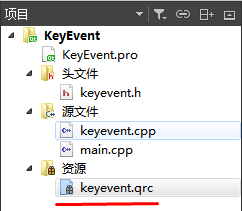 项目
KeyEvent
KeyEvent.pro
头文件
keyevent.h
源文件
keyevent.cpp
main.cpp
资源
keyevent.qrc